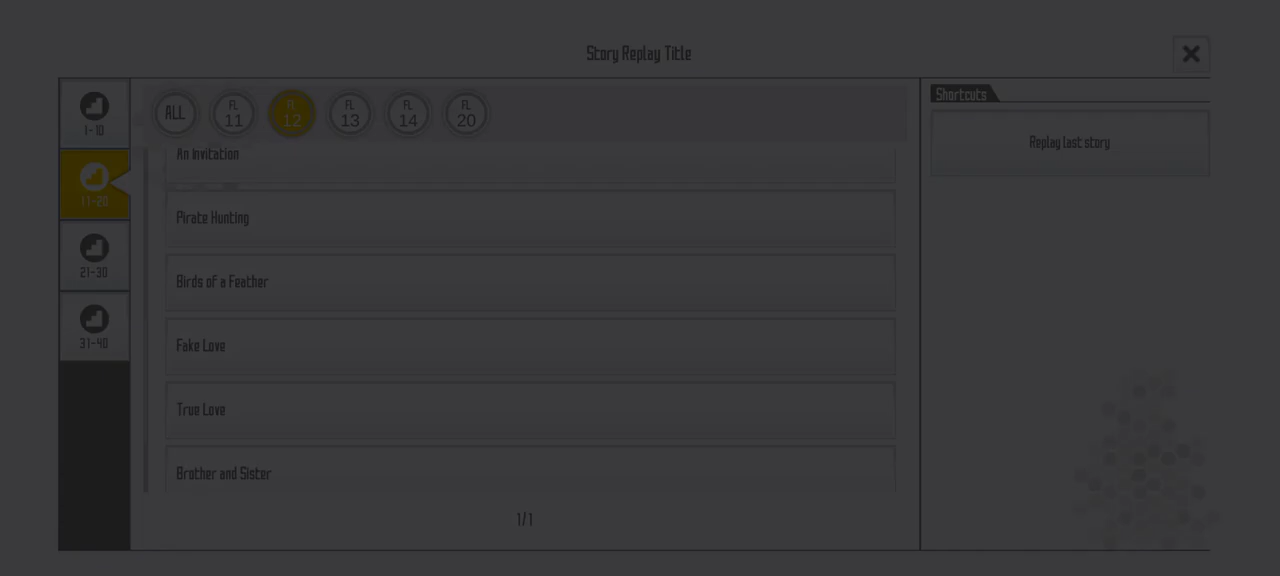 Story Replay Title
1-10
11-20
21-30
31-40
ALL
FL 11
FL 12
FL 13
FL 14
FL 20
An Invitation
Pirate Hunting
Birds of a Feather
Fake Love
True Love
Brother and Sister
1/1
Shortcuts
Replay last story